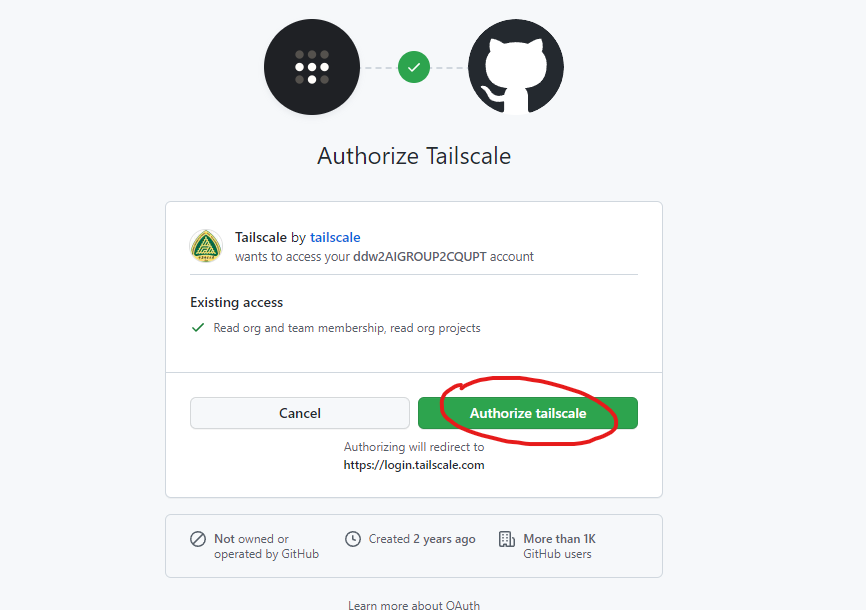 Authorize Tailscale
Tailscale by tailscale
wants to access your ddw2AIGROUP2CQUPT account
Existing access
Read org and team membership, read org projects
Cancel
Authorize tailscale
Authorizing will redirect to
https://login.tailscale.com
Not owned or
operated by GitHub
Created 2 years ago
More than 1K
GitHub users
Learn more about OAuth